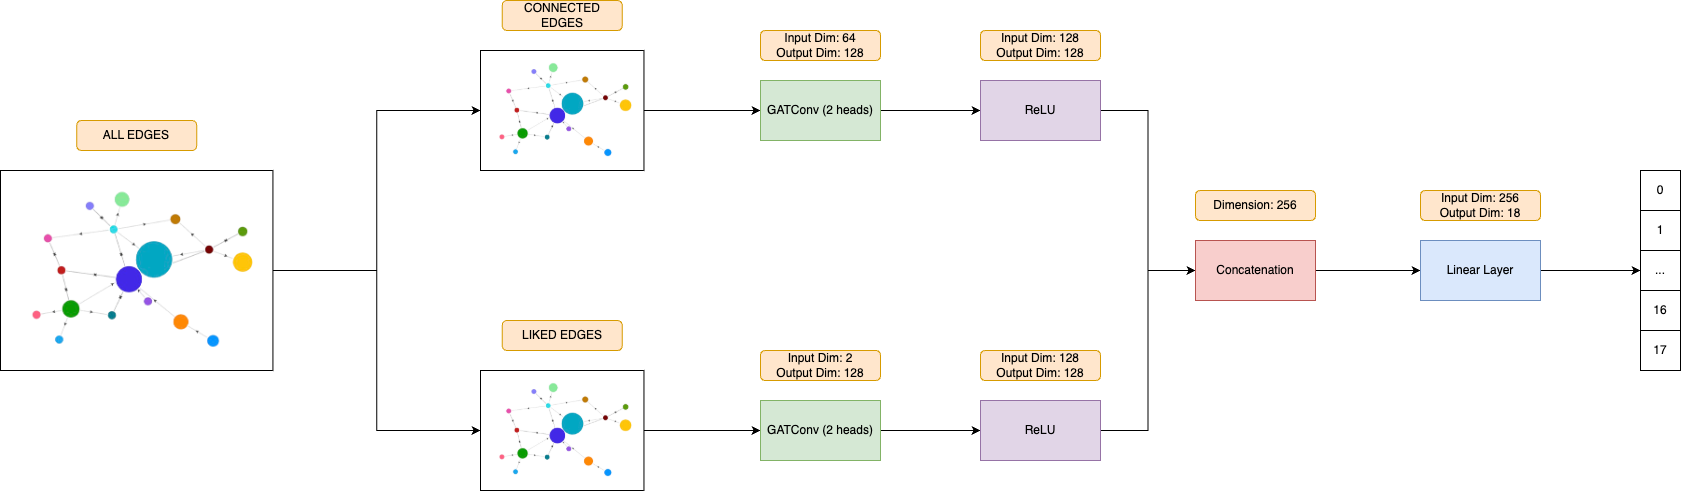 ALL EDGES
CONNECTED
EDGES
Input Dim: 64
Output Dim: 128
GATConv (2 heads)
Input Dim: 128
Output Dim: 128
ReLU
LIKED EDGES
Input Dim: 2
Output Dim: 128
GATConv (2 heads)
Input Dim: 128
Output Dim: 128
ReLU
Dimension: 256
Concatenation
Input Dim: 256
Output Dim: 18
Linear Layer
0
1
...
16
17